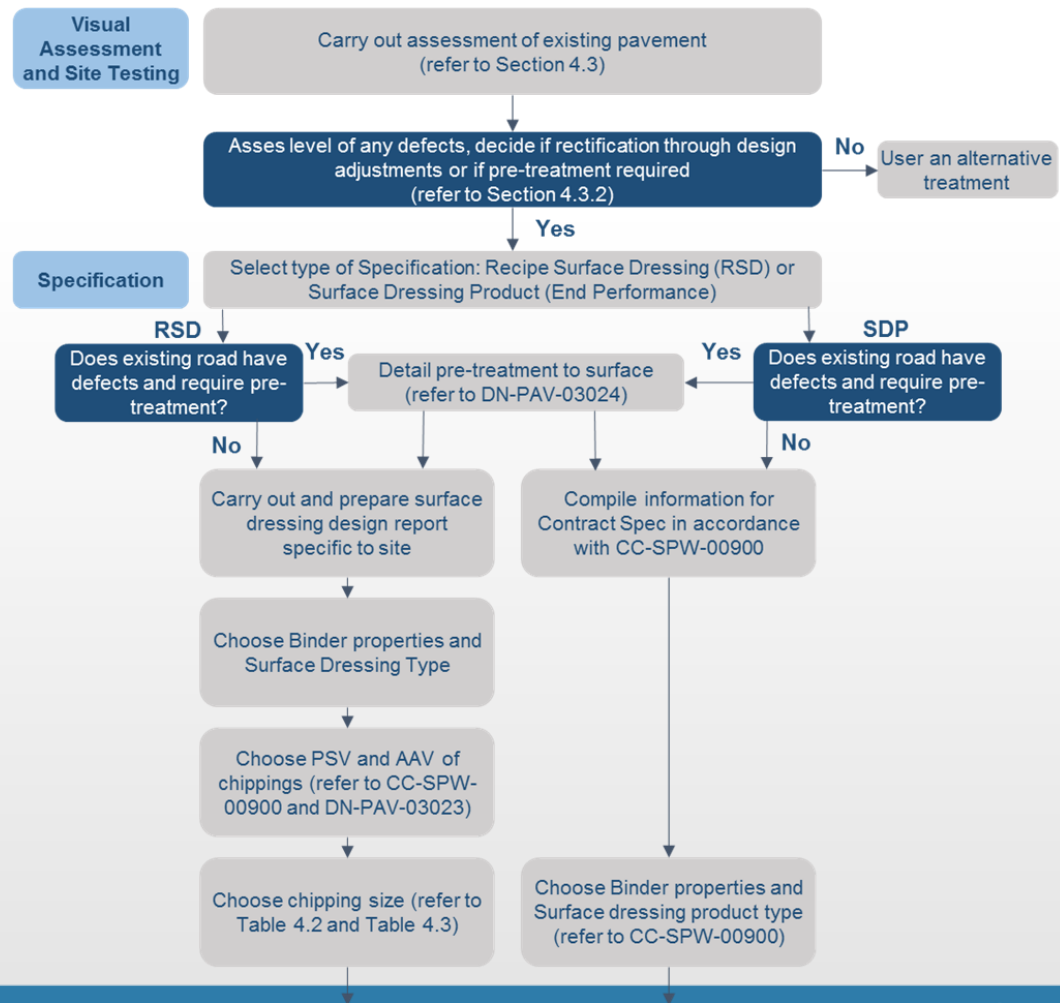 Visual
Assessment
and Site Testing
Carry out assessment of existing pavement
(refer to Section 4.3)
Asses level of any defects, decide if rectification through design
adjustments or if pre-treatment required
(refer to Section 4.3.2)
No
User an alternative
treatment
Yes
Specification
Select type of Specification: Recipe Surface Dressing (RSD) or
Surface Dressing Product (End Performance)
RSD
SDP
Does existing road have
defects and require pre-
treatment?
Yes
Detail pre-treatment to surface
(refer to DN-PAV-03024)
Yes
Does existing road have
defects and require pre-
treatment?
No
No
Carry out and prepare surface
dressing design report
specific to site
Compile information for
Contract Spec in accordance
with CC-SPW-00900
Choose Binder properties and
Surface Dressing Type
Choose PSV and AAV of
chippings (refer to CC-SPW-
00900 and DN-PAV-03023)
Choose chipping size (refer to
Table 4.2 and Table 4.3)
Choose Binder properties and
Surface dressing product type
(refer to CC-SPW-00900)